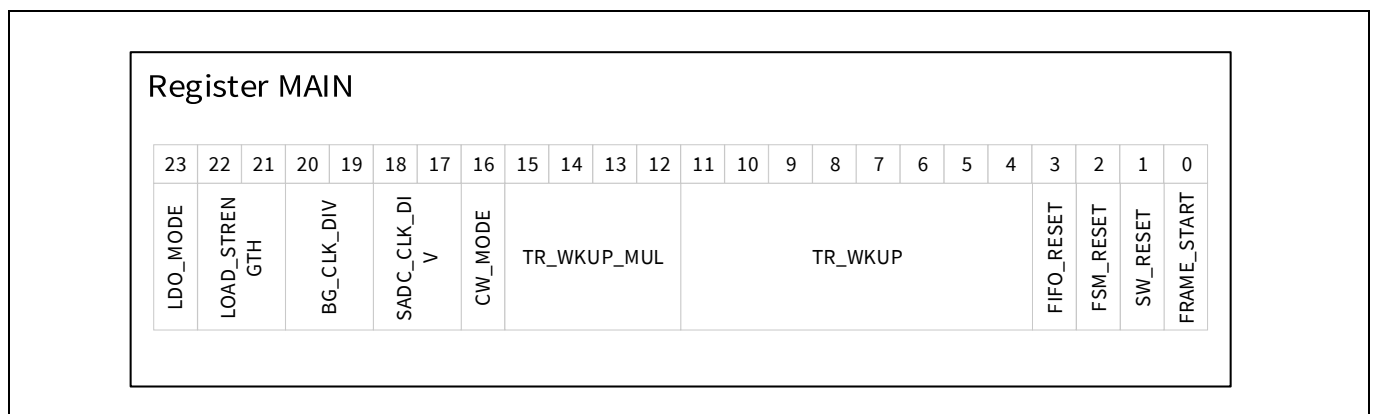 Register MAIN
23 22 21 20 19 18 17 16 15 14 13 12 11 10 9 8 7 6 5 4 3 2 1 0
LDO_MODE
LOAD_STREN
GTH
BG_CLK_DIV
SADC_CLK_DI
V
CW_MODE
TR_WKUP_MUL
TR_WKUP
FIFO_RESET
FSM_RESET
SW_RESET
FRAME_START